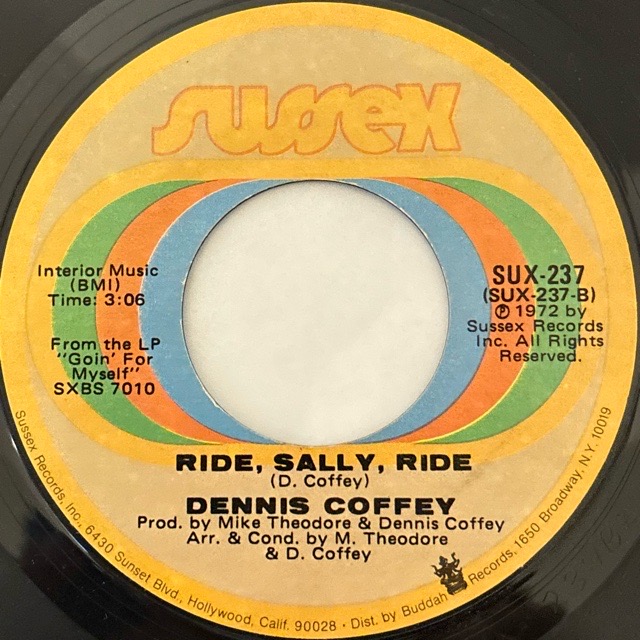 sussex
Interior Music
(BMI)
Time: 3:06
From the LP
"Goin' For
Myself"
SXBS 7010
SUX-237
(SUX-237-B)
℗ 1972 by
Sussex Records
Inc. All Rights
Reserved.
RIDE, SALLY, RIDE
(D. Coffey)
DENNIS COFFEY
Prod. by Mike Theodore & Dennis Coffey
Arr. & Cond. by M. Theodore
& D. Coffey
Sussex Records, Inc. 6430 Sunset Blvd., Hollywood, Calif. 90028 · Dist. by Buddah Records, 1650 Broadway, N.Y. 10019